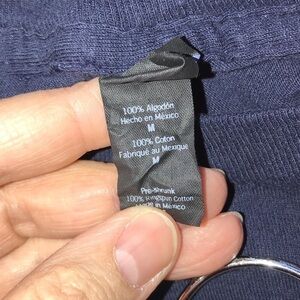 100% Algodón
Hecho en México
M
100% Coton
Fabriqué au Mexique
M
Pre-shrunk
100% Ringspun Cotton
Made in Mexico